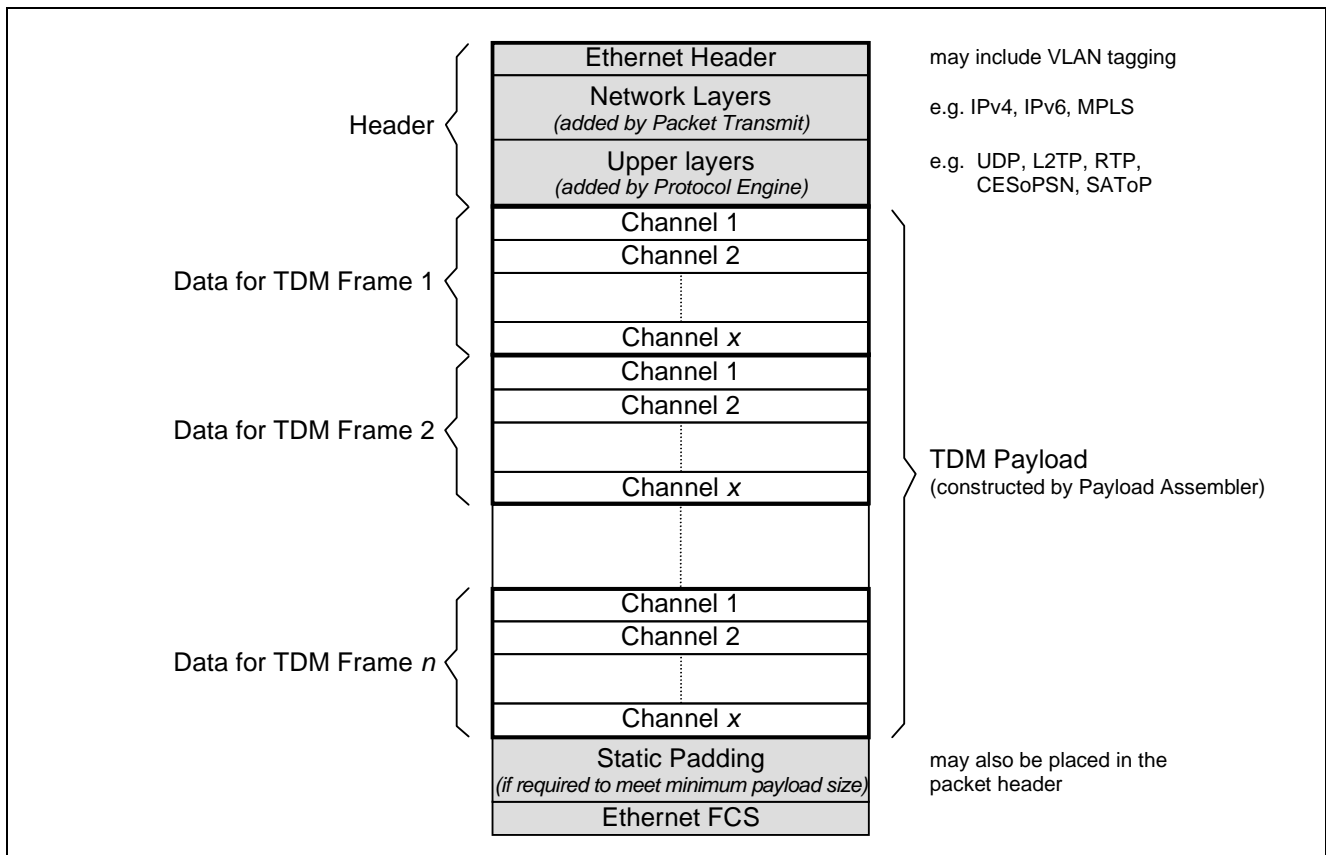 Ethernet Header
may include VLAN tagging
Network Layers
(added by Packet Transmit)
e.g. IPv4, IPv6, MPLS
Header
Upper layers
(added by Protocol Engine)
e.g. UDP, L2TP, RTP,
CESoPSN, SAToP
Channel 1
Channel 2
Data for TDM Frame 1
Channel x
Channel 1
Channel 2
Data for TDM Frame 2
Channel x
TDM Payload
(constructed by Payload Assembler)
Channel 1
Channel 2
Data for TDM Frame n
Channel x
Static Padding
(if required to meet minimum payload size)
may also be placed in the
packet header
Ethernet FCS